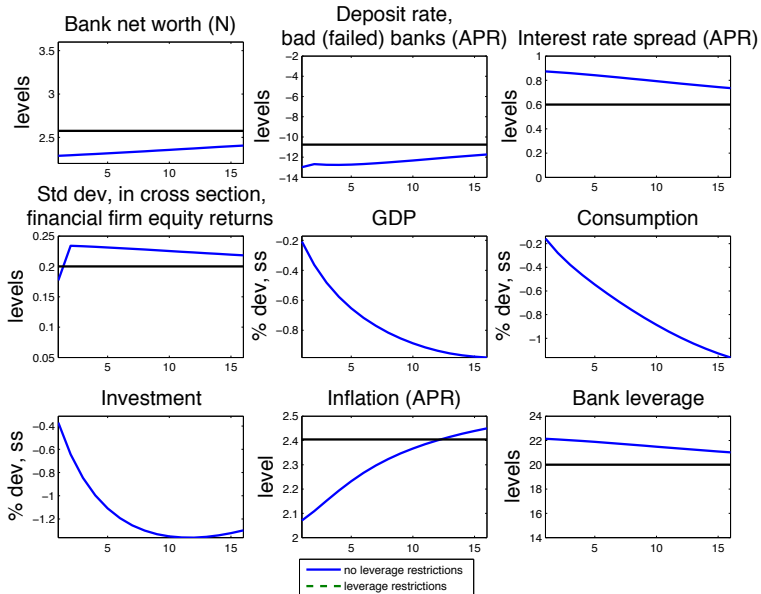 Bank net worth (N)
3.5
3
2.5
levels
5 10 15
Deposit rate,
bad (failed) banks (APR)
−2
−4
−6
−8
−10
−12
−14
levels
5 10 15
Interest rate spread (APR)
1
0.8
0.6
0.4
0.2
0
levels
5 10 15
Std dev, in cross section,
financial firm equity returns
0.25
0.2
0.15
0.1
0.05
levels
5 10 15
GDP
−0.2
−0.4
−0.6
−0.8
% dev, ss
5 10 15
Consumption
−0.2
−0.4
−0.6
−0.8
−1
% dev, ss
5 10 15
Investment
−0.4
−0.6
−0.8
−1
−1.2
% dev, ss
5 10 15
Inflation (APR)
2.5
2.4
2.3
2.2
2.1
2
level
5 10 15
Bank leverage
24
22
20
18
16
14
levels
5 10 15
no leverage restrictions
leverage restrictions